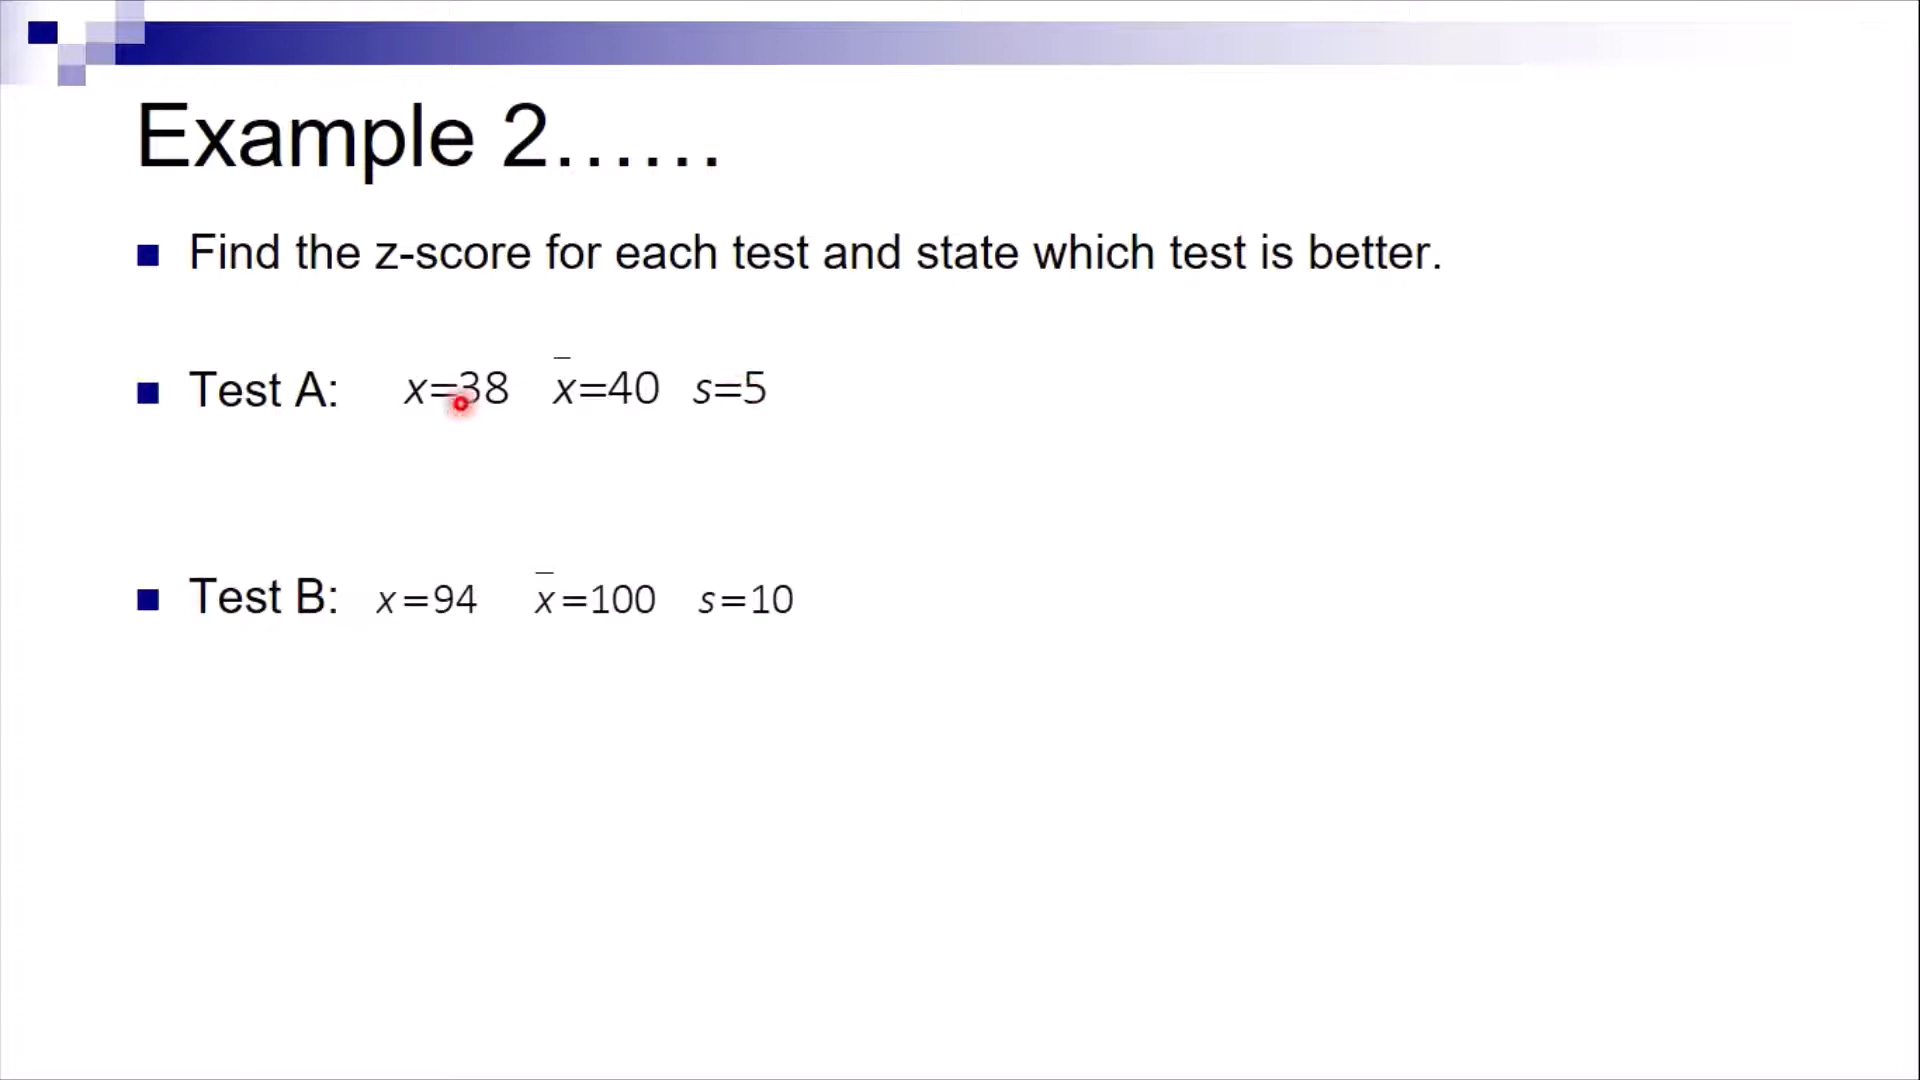 Example 2......
Find the z-score for each test and state which test is better.
Test A: x=38 x̄=40 s=5
Test B: x=94 x̄=100 s=10